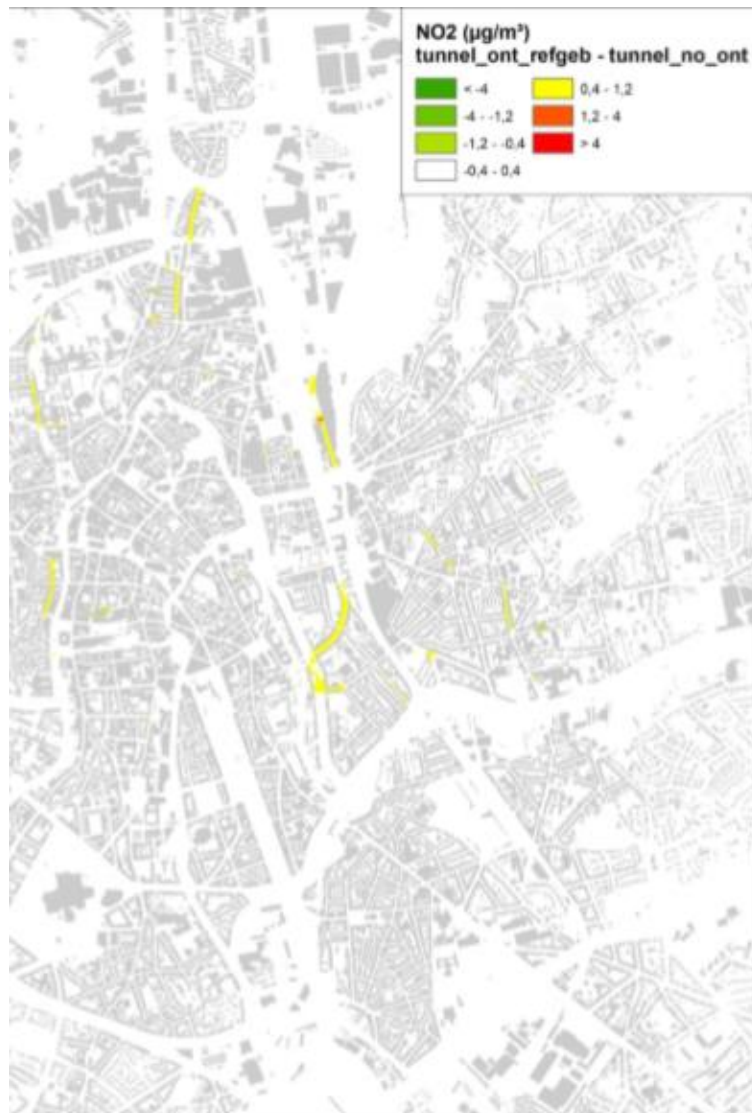 NO2 (µg/m³)
tunnel_ont_refgeb - tunnel_no_ont
< -4
-4 - -1,2
-1,2 - -0,4
-0,4 - 0,4
0,4 - 1,2
1,2 - 4
> 4